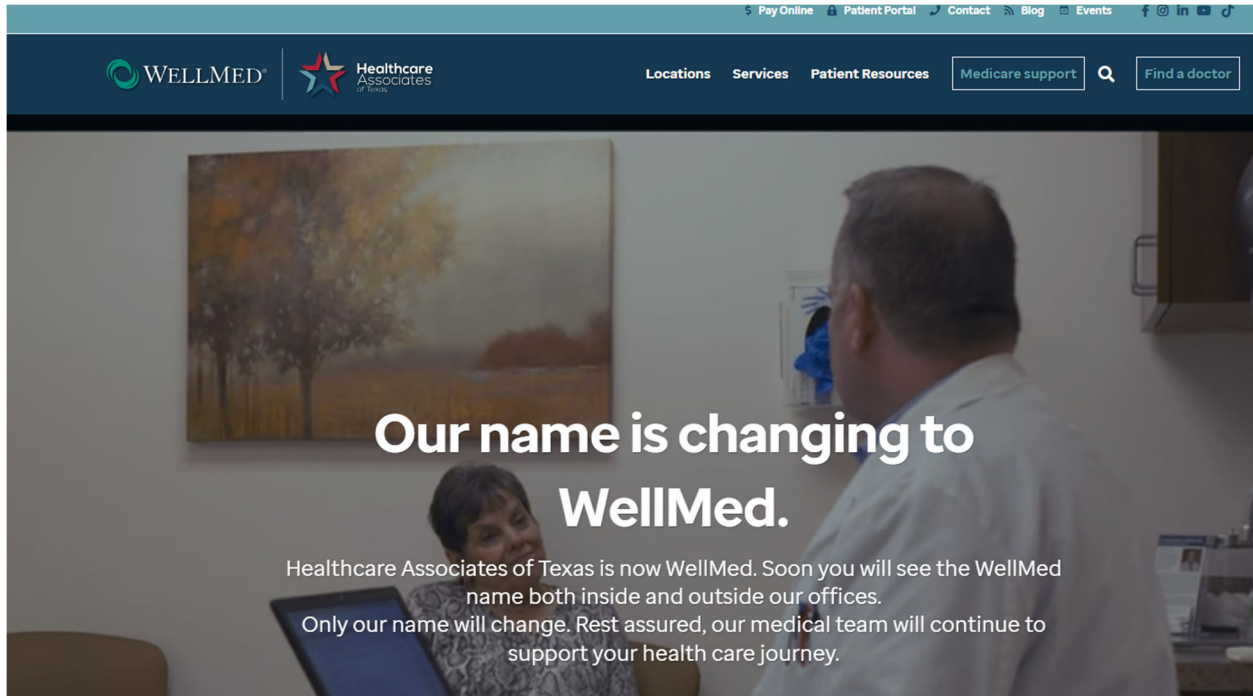 Pay Online Patient Portal Contact Blog Events
WELLMED® Healthcare
Associates
of Texas
Locations Services Patient Resources Medicare support Find a doctor
Our name is changing to
WellMed.
Healthcare Associates of Texas is now WellMed. Soon you will see the WellMed
name both inside and outside our offices.
Only our name will change. Rest assured, our medical team will continue to
support your health care journey.